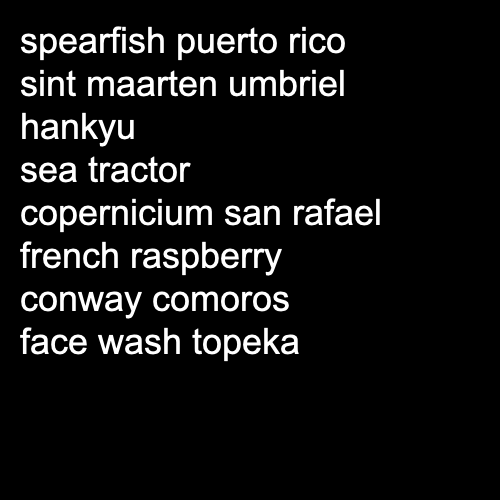 spearfish puerto rico
sint maarten umbriel
hankyu
sea tractor
copernicium san rafael
french raspberry
conway comoros
face wash topeka